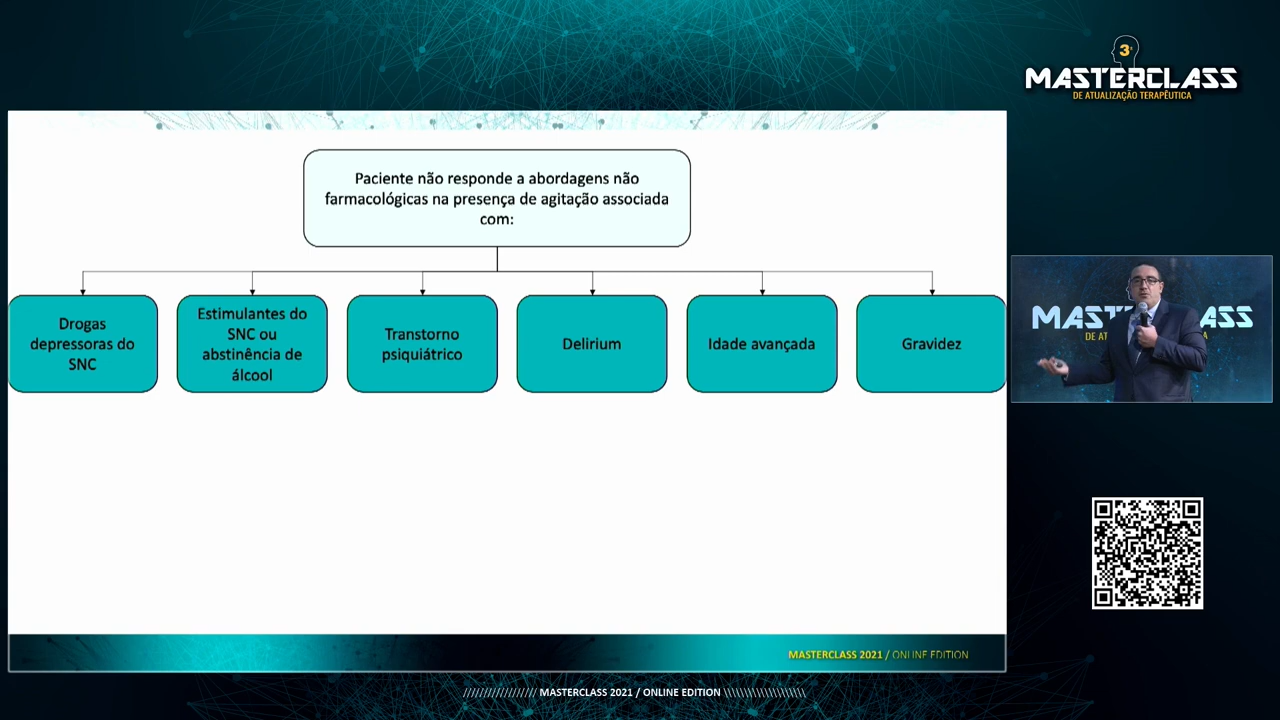 3ª
MASTERCLASS
DE ATUALIZAÇÃO TERAPÊUTICA
Paciente não responde a abordagens não
farmacológicas na presença de agitação associada
com:
Drogas
depressoras do
SNC
Estimulantes do
SNC ou
abstinência de
álcool
Transtorno
psiquiátrico
Delirium
Idade avançada
Gravidez
MASTERCLASS 2021 / ONLINE EDITION
////////////////// MASTERCLASS 2021 / ONLINE EDITION \\\\\\\\\\\\\\\\\\\\